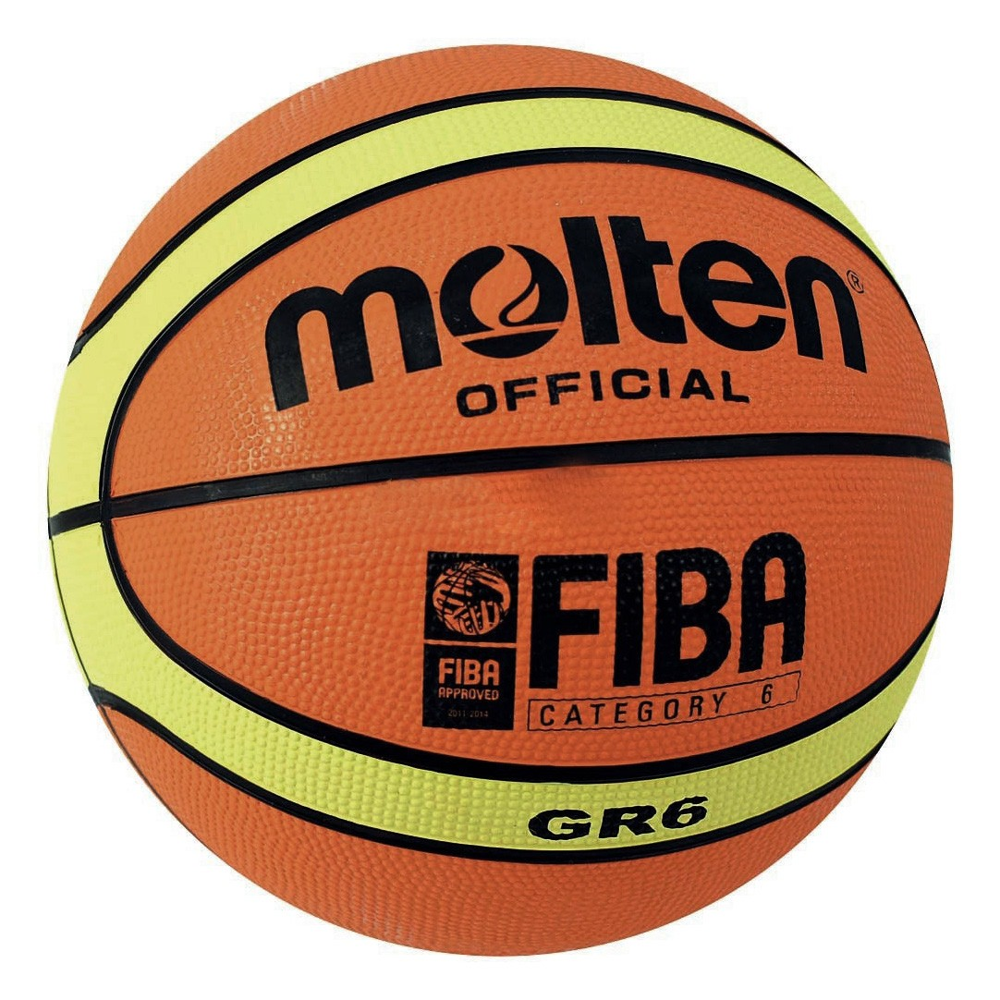 molten®
OFFICIAL
FIBA
APPROVED
2011-2014
FIBA
CATEGORY 6
GR6